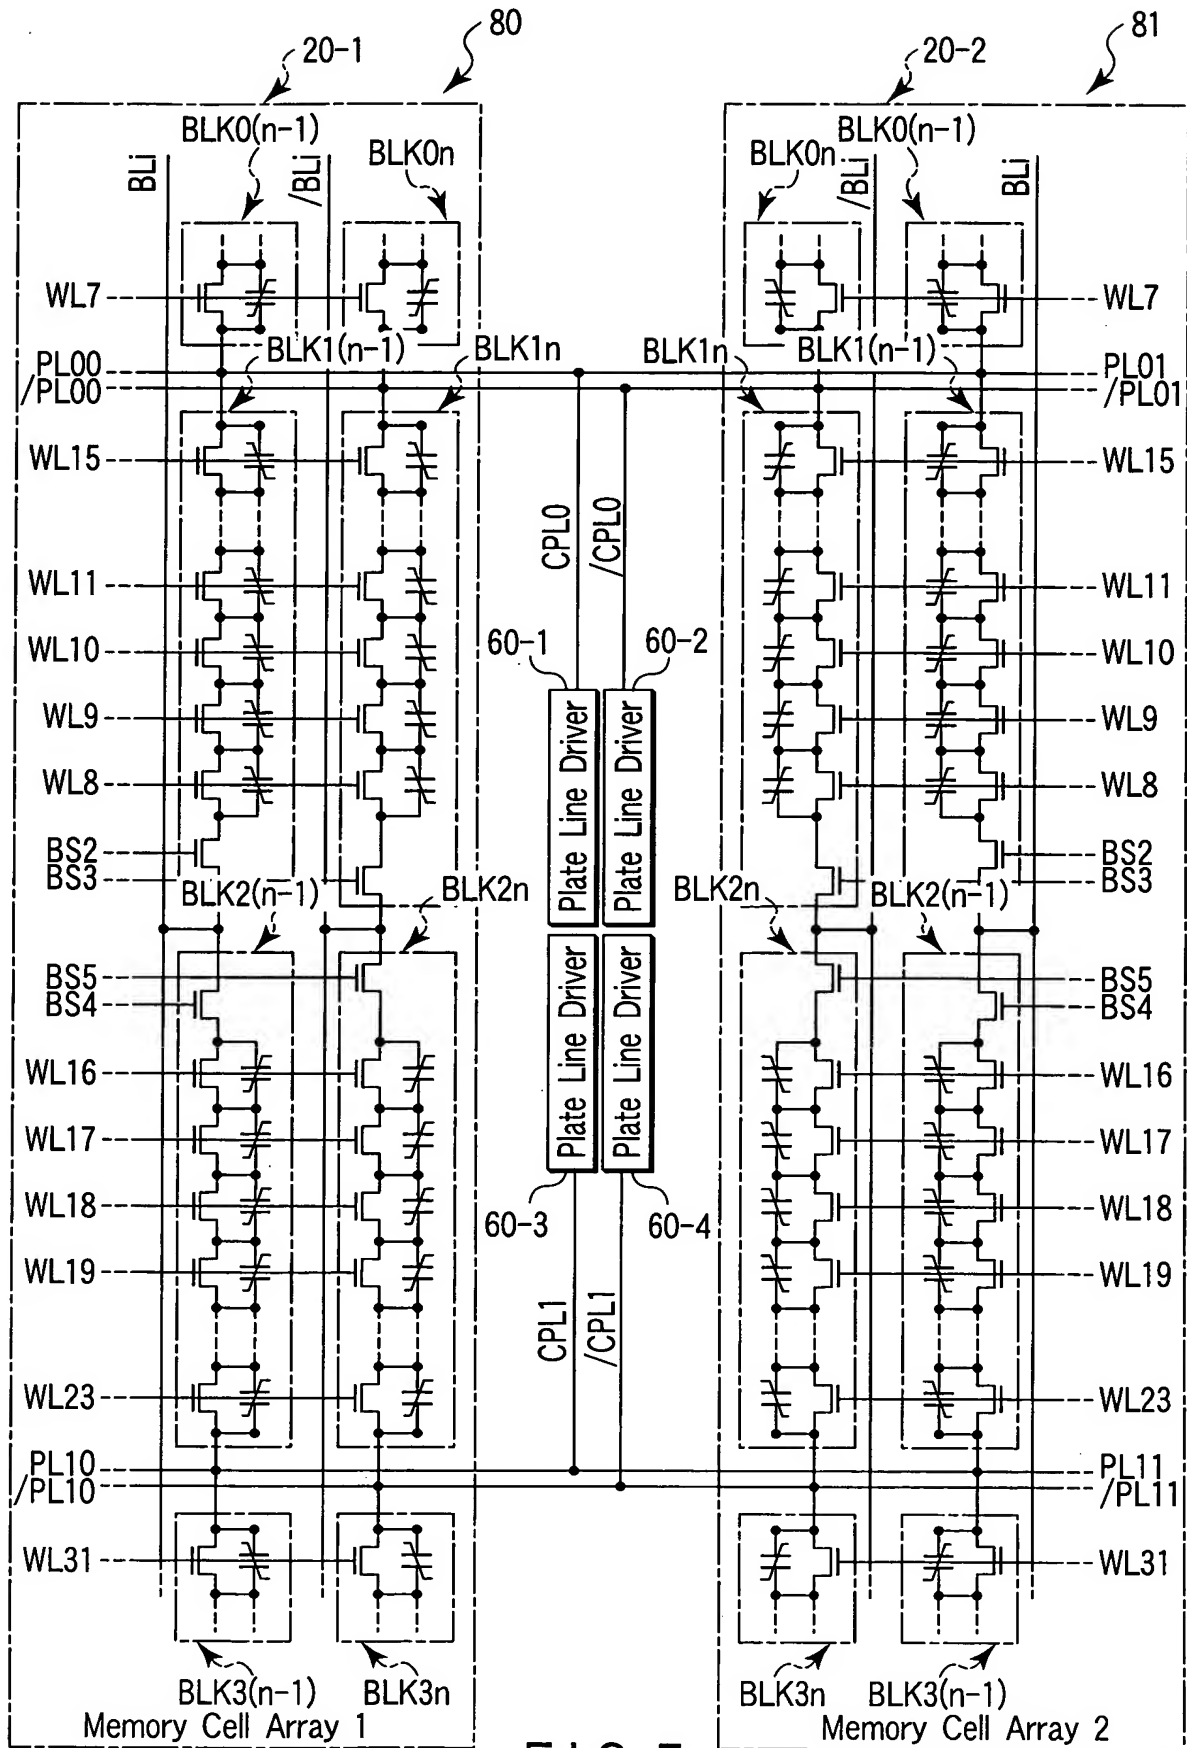 80
81
20-1
20-2
BLK0(n-1)
BLK0n
BLi
/BLi
BLK0n
BLK0(n-1)
/BLi
BLi
WL7
WL7
BLK1(n-1)
BLK1n
BLK1n
BLK1(n-1)
PL00
/PL00
PL01
/PL01
WL15
WL15
CPL0
/CPL0
WL11
WL11
WL10
WL10
60-1
60-2
WL9
WL9
WL8
WL8
Plate Line Driver
Plate Line Driver
BS2
BS3
BS2
BS3
BLK2(n-1)
BLK2n
BLK2n
BLK2(n-1)
BS5
BS4
BS5
BS4
Plate Line Driver
Plate Line Driver
WL16
WL16
WL17
WL17
WL18
WL18
60-3
60-4
WL19
WL19
CPL1
/CPL1
WL23
WL23
PL10
/PL10
PL11
/PL11
WL31
WL31
BLK3(n-1)
BLK3n
BLK3n
BLK3(n-1)
Memory Cell Array 1
Memory Cell Array 2